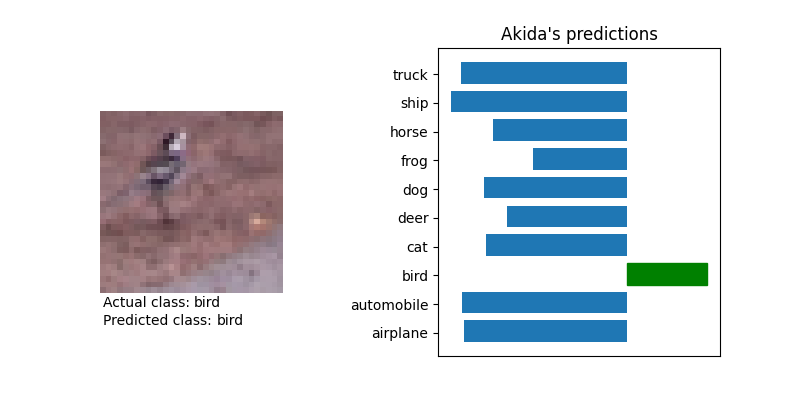 Akida's predictions
truck
ship
horse
frog
dog
deer
cat
bird
automobile
airplane
Actual class: bird
Predicted class: bird